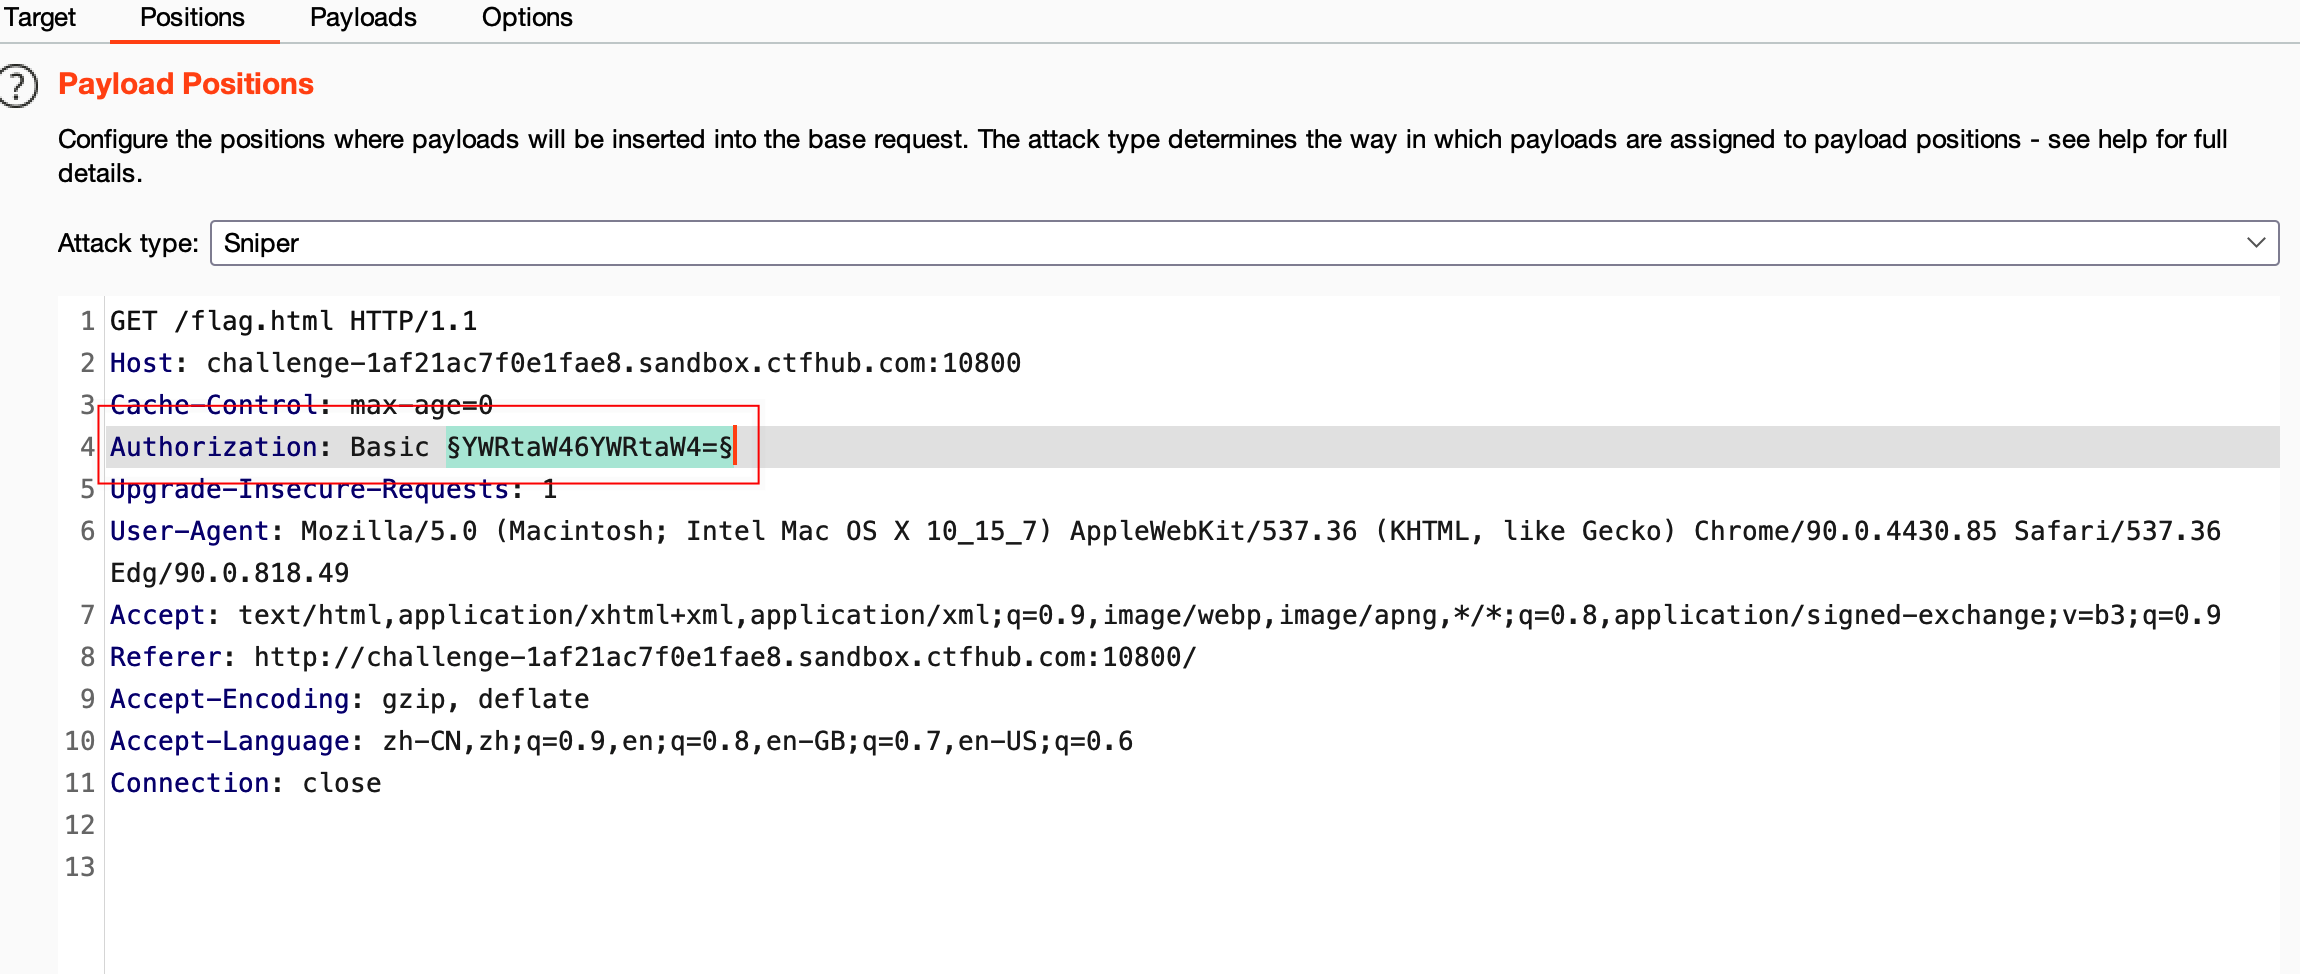 Target Positions Payloads Options
?
Payload Positions
Configure the positions where payloads will be inserted into the base request. The attack type determines the way in which payloads are assigned to payload positions - see help for full
details.
Attack type: Sniper
1 GET /flag.html HTTP/1.1
2 Host: challenge-1af21ac7f0e1fae8.sandbox.ctfhub.com:10800
3 Cache-Control: max-age=0
4 Authorization: Basic §YWRtaW46YWRtaW4=§
5 Upgrade-Insecure-Requests: 1
6 User-Agent: Mozilla/5.0 (Macintosh; Intel Mac OS X 10_15_7) AppleWebKit/537.36 (KHTML, like Gecko) Chrome/90.0.4430.85 Safari/537.36
Edg/90.0.818.49
7 Accept: text/html,application/xhtml+xml,application/xml;q=0.9,image/webp,image/apng,*/*;q=0.8,application/signed-exchange;v=b3;q=0.9
8 Referer: http://challenge-1af21ac7f0e1fae8.sandbox.ctfhub.com:10800/
9 Accept-Encoding: gzip, deflate
10 Accept-Language: zh-CN,zh;q=0.9,en;q=0.8,en-GB;q=0.7,en-US;q=0.6
11 Connection: close
12
13